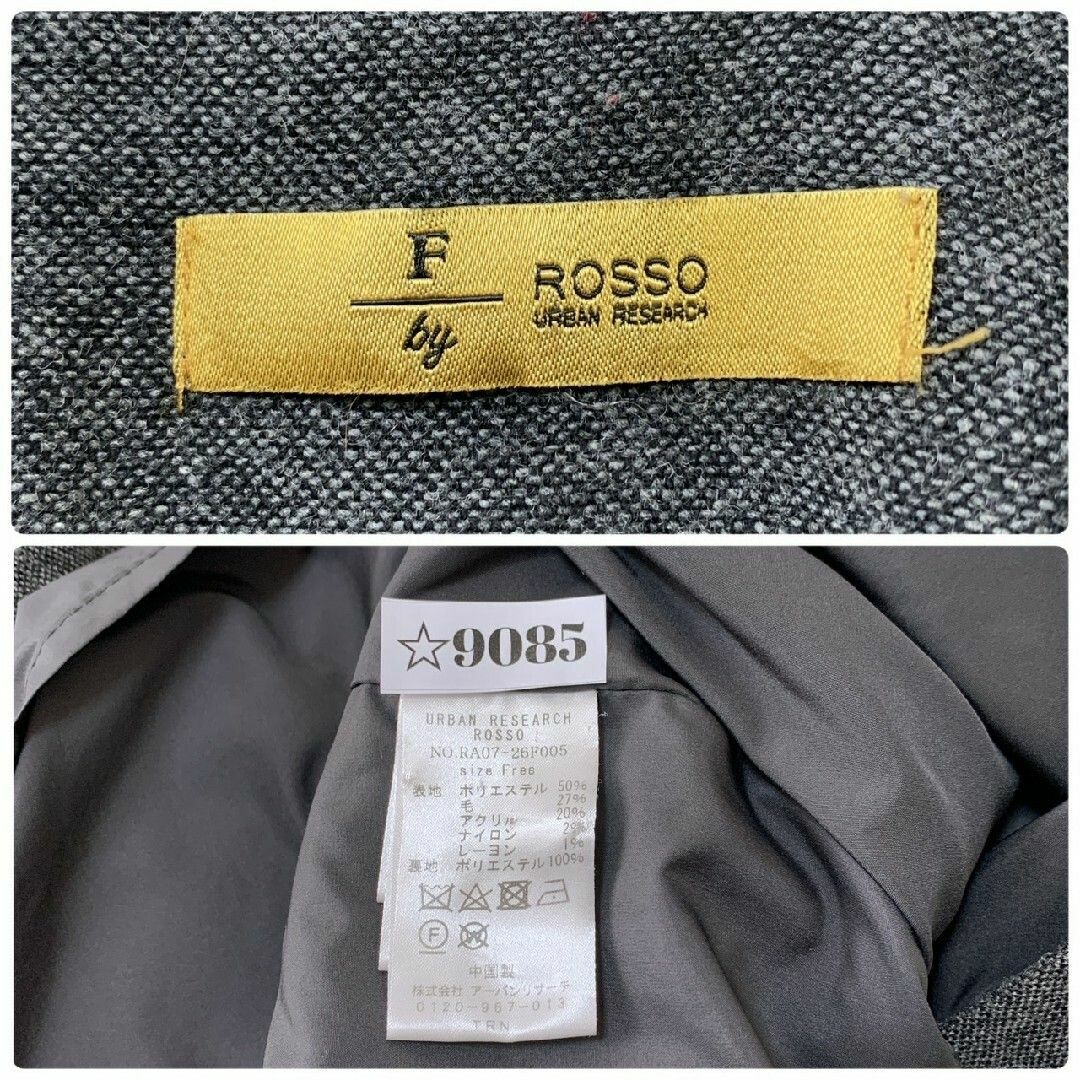 F
by
ROSSO
URBAN RESEARCH
☆9085
URBAN RESEARCH
ROSSO
NO.RA07-26F005
size Free
表地 ポリエステル 50%
毛 27%
アクリル 20%
ナイロン 2%
レーヨン 1%
裏地 ポリエステル 100%
F
中国製
株式会社 アーバンリサーチ
0120-967-013
TRN